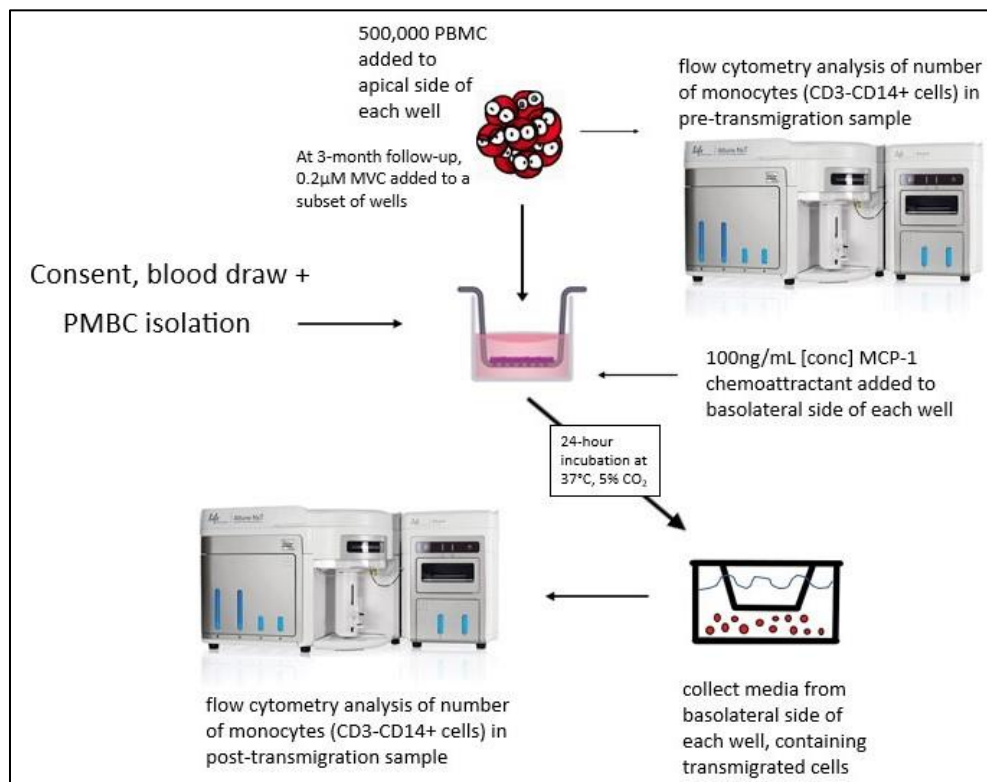 500,000 PBMC
added to
apical side of
each well
At 3-month follow-up,
0.2µM MVC added to a
subset of wells
flow cytometry analysis of number
of monocytes (CD3-CD14+ cells) in
pre-transmigration sample
Consent, blood draw +
PMBC isolation
100ng/mL [conc] MCP-1
chemoattractant added to
basolateral side of each well
24-hour
incubation at
37°C, 5% CO₂
flow cytometry analysis of number
of monocytes (CD3-CD14+ cells) in
post-transmigration sample
collect media from
basolateral side of
each well, containing
transmigrated cells